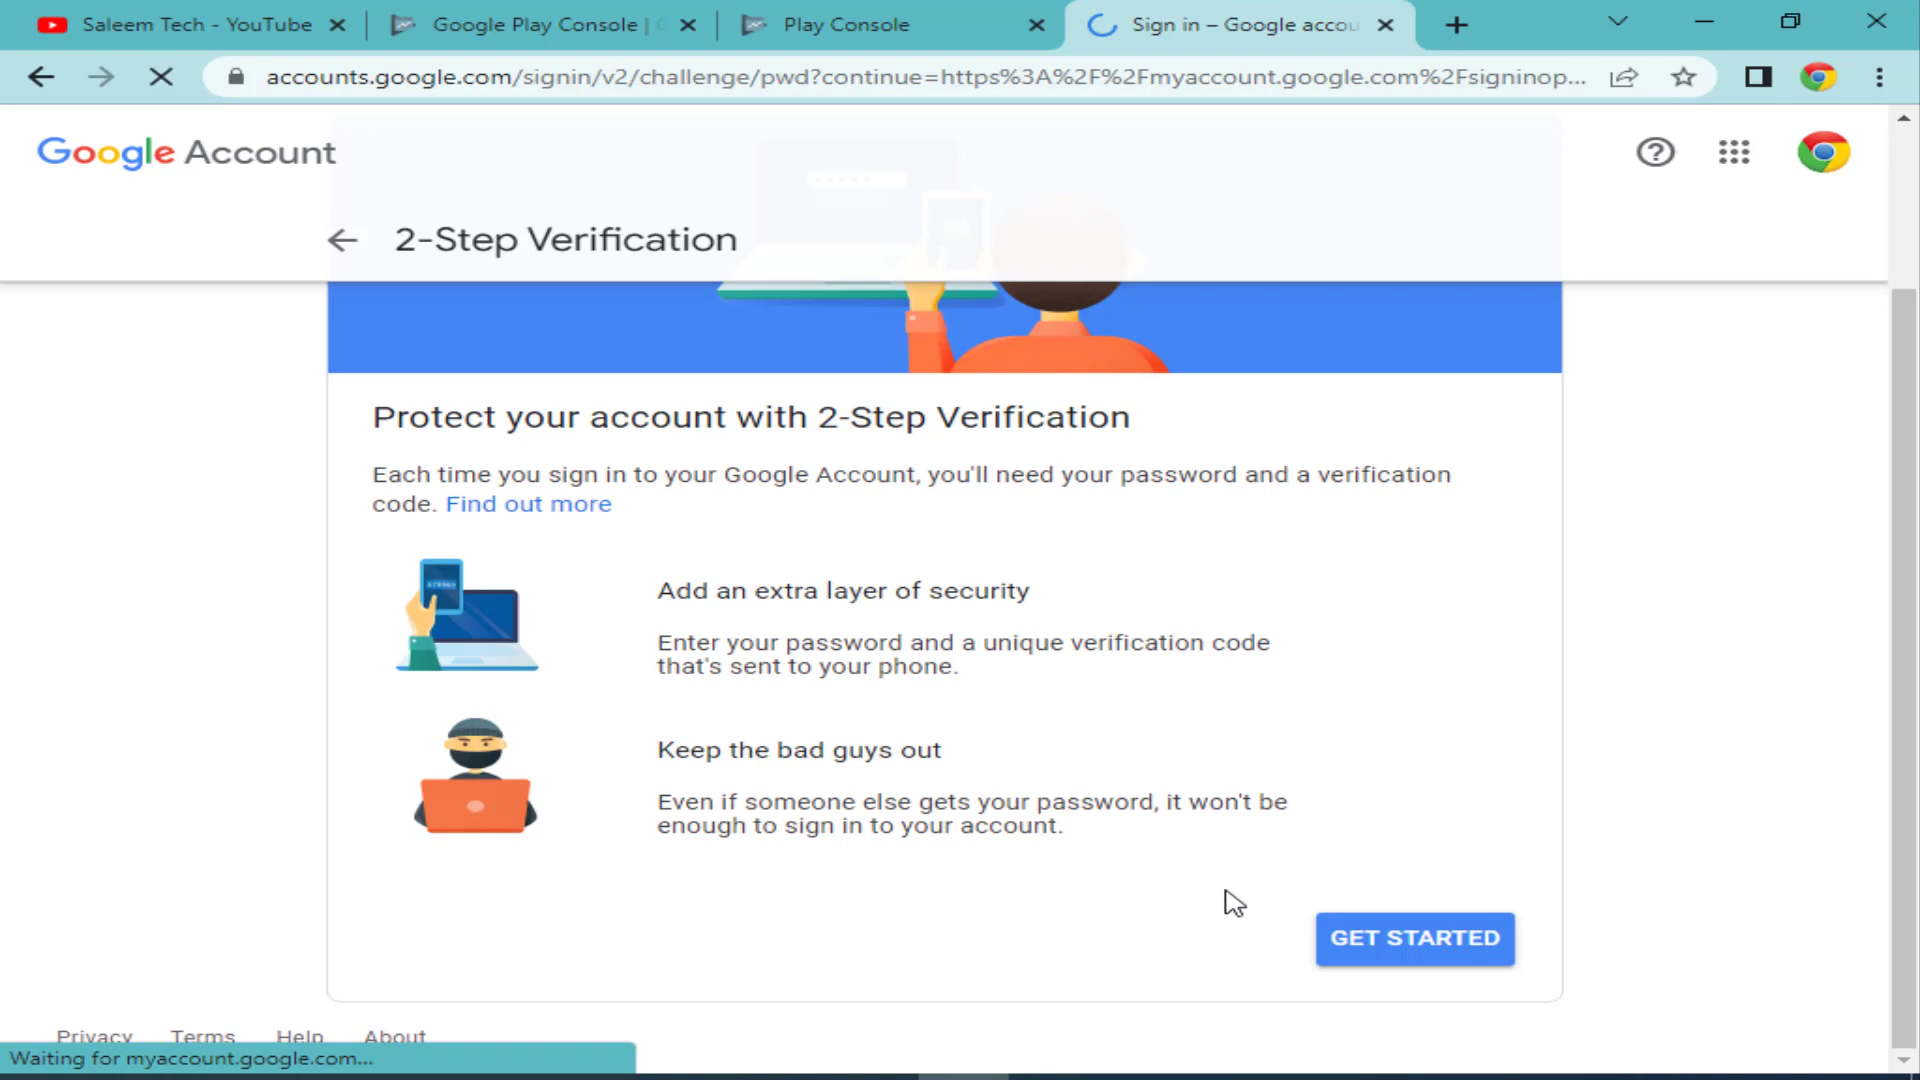 Saleem Tech - YouTube
Google Play Console |
Play Console
Sign in – Google accou
accounts.google.com/signin/v2/challenge/pwd?continue=https%3A%2F%2Fmyaccount.google.com%2Fsigninop...
Google Account
2-Step Verification
Protect your account with 2-Step Verification
Each time you sign in to your Google Account, you'll need your password and a verification
code. Find out more
Add an extra layer of security
Enter your password and a unique verification code
that's sent to your phone.
Keep the bad guys out
Even if someone else gets your password, it won't be
enough to sign in to your account.
GET STARTED
Privacy Terms Help About
Waiting for myaccount.google.com...